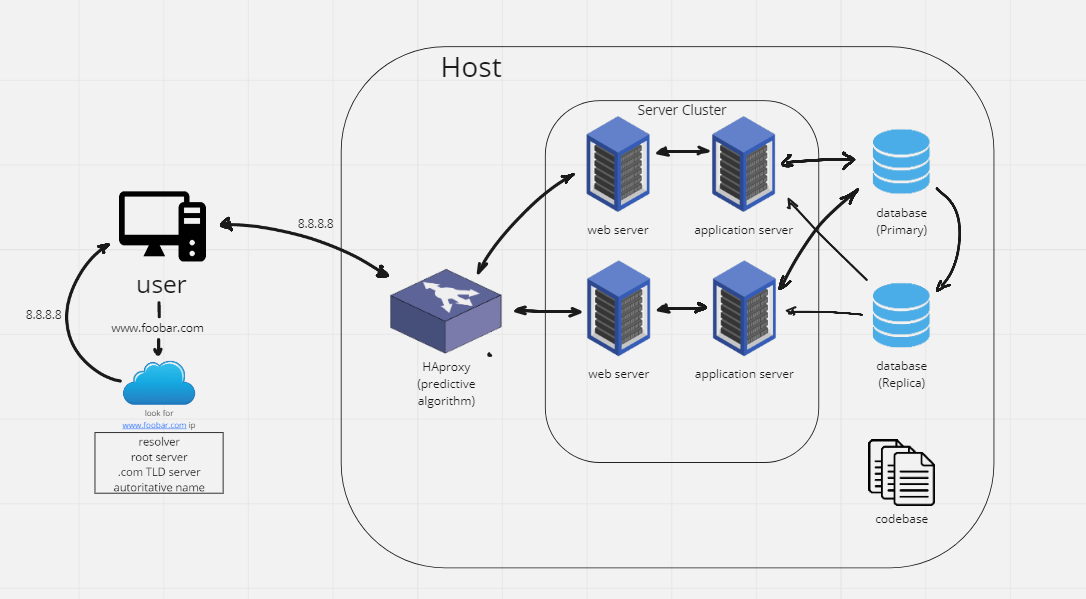 Host
Server Cluster
web server
application server
database
(Primary)
8.8.8.8
user
8.8.8.8
www.foobar.com
look for
www.foobar.com ip
resolver
root server
.com TLD server
autoritative name
HAproxy
(predictive
algorithm)
web server
application server
database
(Replica)
codebase